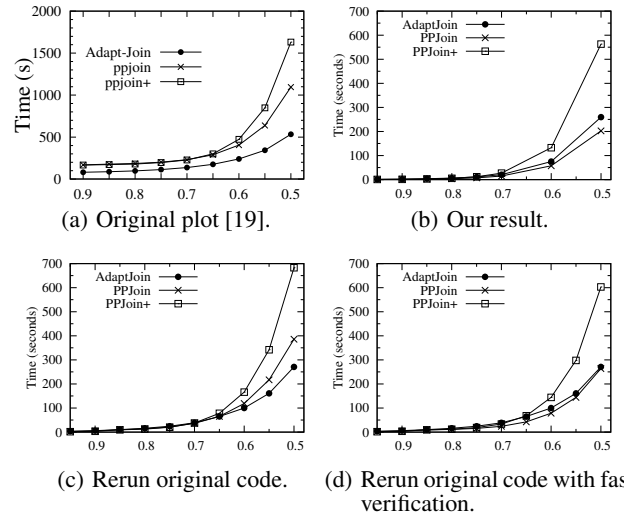 2000
1500
1000
500
0
Time (s)
Adapt-Join
ppjoin
ppjoin+
0.9 0.8 0.7 0.6 0.5
(a) Original plot [19].
700
600
500
400
300
200
100
0
Time (seconds)
AdaptJoin
PPJoin
PPJoin+
0.9 0.8 0.7 0.6 0.5
(b) Our result.
700
600
500
400
300
200
100
0
Time (seconds)
AdaptJoin
PPJoin
PPJoin+
0.9 0.8 0.7 0.6 0.5
(c) Rerun original code.
700
600
500
400
300
200
100
0
Time (seconds)
AdaptJoin
PPJoin
PPJoin+
0.9 0.8 0.7 0.6 0.5
(d) Rerun original code with fas
verification.